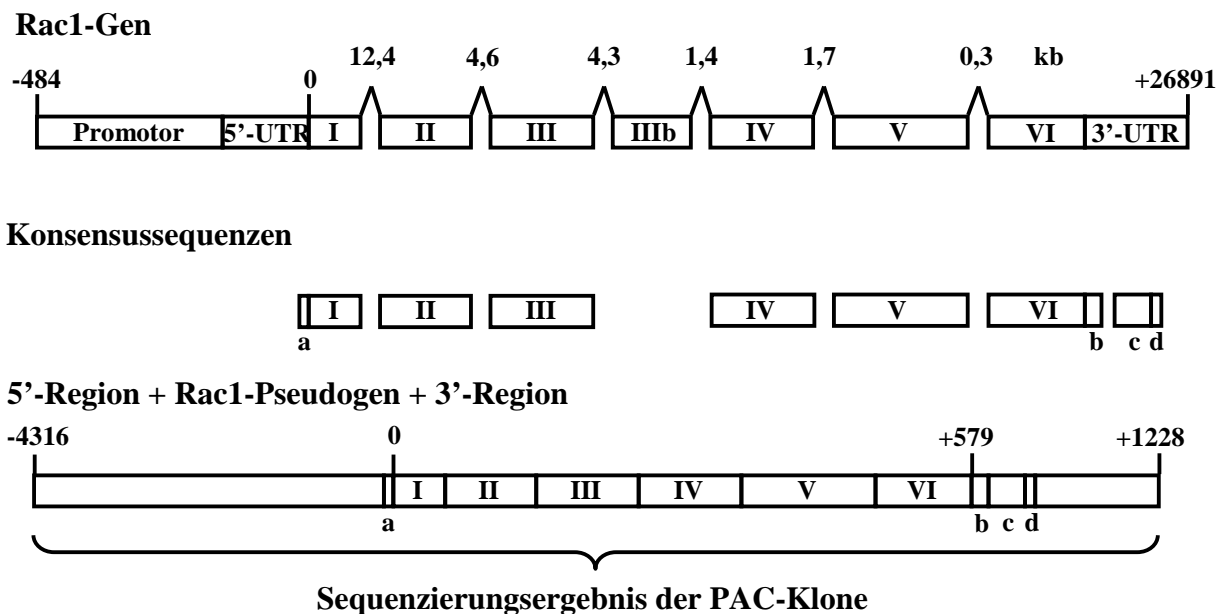 Rac1-Gen
12,4 4,6 4,3 1,4 1,7 0,3 kb
-484 0 +26891
Promotor 5’-UTR I II III IIIb IV V VI 3’-UTR
Konsensussequenzen
I II III IV V VI
a b c d
5’-Region + Rac1-Pseudogen + 3’-Region
-4316 0 +579 +1228
I II III IV V VI
a b c d
Sequenzierungsergebnis der PAC-Klone